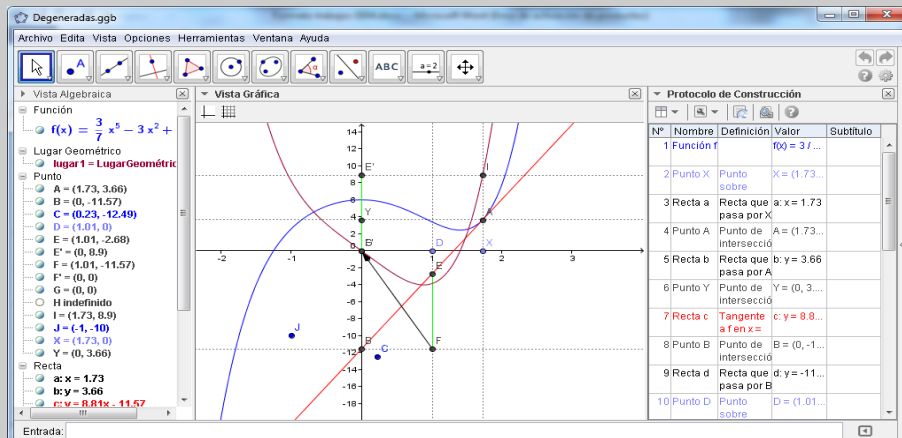 Degeneradas.ggb
Archivo Edita Vista Opciones Herramientas Ventana Ayuda
A
ABC
a=2
Vista Algebraica
Función
f(x) = 3/7 x⁵ − 3 x² +
Lugar Geométrico
lugar1 = LugarGeométric
Punto
A = (1.73, 3.66)
B = (0, -11.57)
C = (0.23, -12.49)
D = (1.01, 0)
E = (1.01, -2.68)
E' = (0, 8.9)
F = (1.01, -11.57)
F' = (0, 0)
G = (0, 0)
H indefinido
I = (1.73, 8.9)
J = (-1, -10)
X = (1.73, 0)
Y = (0, 3.66)
Recta
a: x = 1.73
b: y = 3.66
c: y = 8.81x - 11.57
Vista Gráfica
14
12
10
8
6
4
2
0
-2
-4
-6
-8
-10
-12
-14
-16
-18
-2
-1
0
1
2
3
E'
I
Y
A
B'
D
X
E
J
B
C
F
Protocolo de Construcción
Nº Nombre Definición Valor Subtítulo
1 Función f f(x) = 3 / ...
2 Punto X Punto sobre X = (1.73...
3 Recta a Recta que pasa por X a: x = 1.73
4 Punto A Punto de intersecció A = (1.73...
5 Recta b Recta que pasa por A b: y = 3.66
6 Punto Y Punto de intersecció Y = (0, 3....
7 Recta c Tangente a f en x = c: y = 8.8...
8 Punto B Punto de intersecció B = (0, -1...
9 Recta d Recta que pasa por B d: y = -11...
10 Punto D Punto sobre D = (1.01...
Entrada: